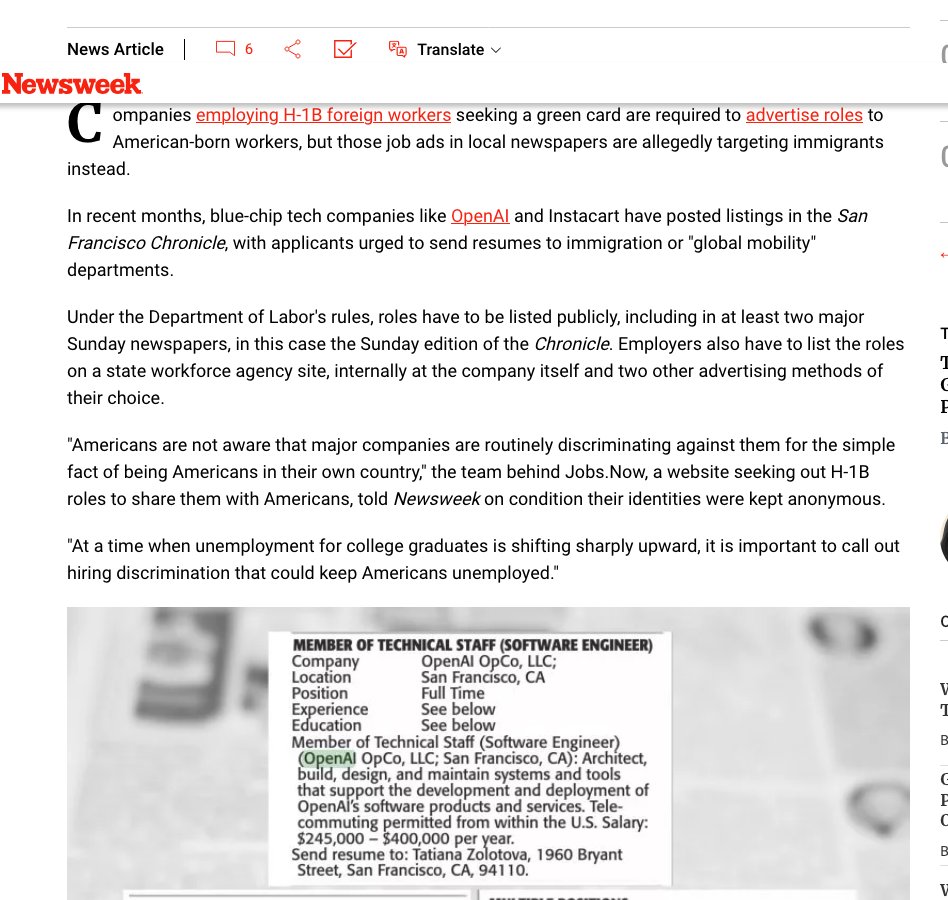 News Article
6
Translate
Newsweek
Companies employing H-1B foreign workers seeking a green card are required to advertise roles to
American-born workers, but those job ads in local newspapers are allegedly targeting immigrants
instead.
In recent months, blue-chip tech companies like OpenAI and Instacart have posted listings in the San
Francisco Chronicle, with applicants urged to send resumes to immigration or "global mobility"
departments.
Under the Department of Labor's rules, roles have to be listed publicly, including in at least two major
Sunday newspapers, in this case the Sunday edition of the Chronicle. Employers also have to list the roles
on a state workforce agency site, internally at the company itself and two other advertising methods of
their choice.
"Americans are not aware that major companies are routinely discriminating against them for the simple
fact of being Americans in their own country," the team behind Jobs.Now, a website seeking out H-1B
roles to share them with Americans, told Newsweek on condition their identities were kept anonymous.
"At a time when unemployment for college graduates is shifting sharply upward, it is important to call out
hiring discrimination that could keep Americans unemployed."
MEMBER OF TECHNICAL STAFF (SOFTWARE ENGINEER)
Company OpenAI OpCo, LLC;
Location San Francisco, CA
Position Full Time
Experience See below
Education See below
Member of Technical Staff (Software Engineer)
(OpenAI OpCo, LLC; San Francisco, CA): Architect,
build, design, and maintain systems and tools
that support the development and deployment of
OpenAI's software products and services. Tele-
commuting permitted from within the U.S. Salary:
$245,000 – $400,000 per year.
Send resume to: Tatiana Zolotova, 1960 Bryant
Street, San Francisco, CA, 94110.